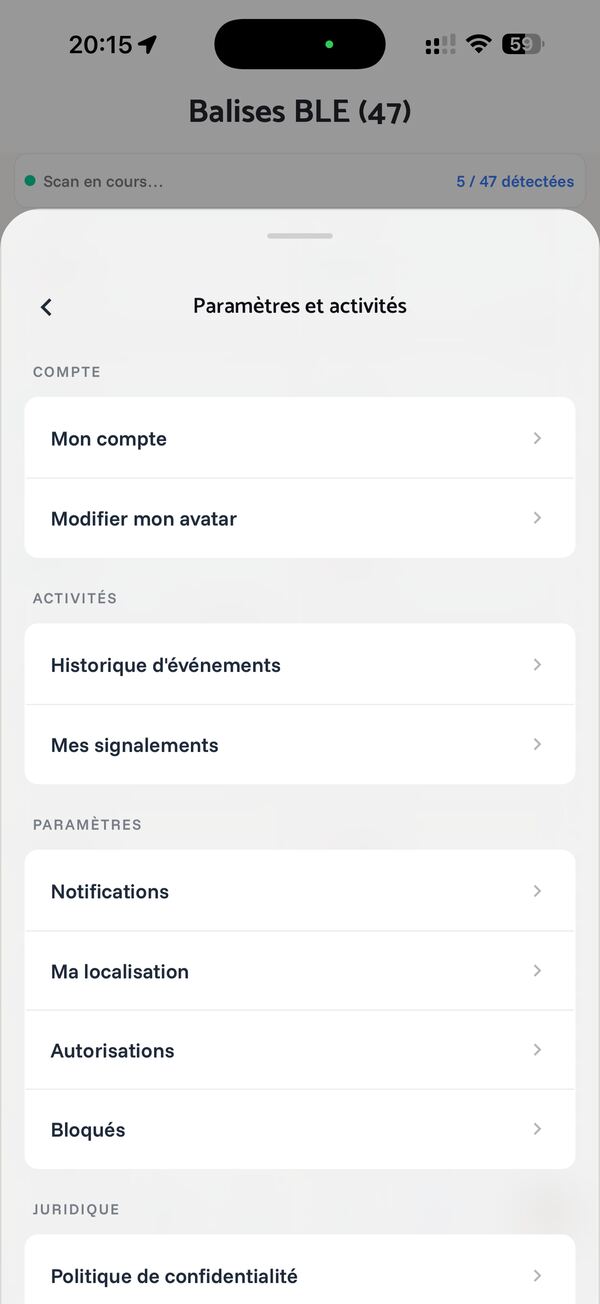 20:15
59
Balises BLE (47)
Scan en cours...
5 / 47 détectées
Paramètres et activités
COMPTE
Mon compte
Modifier mon avatar
ACTIVITÉS
Historique d'événements
Mes signalements
PARAMÈTRES
Notifications
Ma localisation
Autorisations
Bloqués
JURIDIQUE
Politique de confidentialité